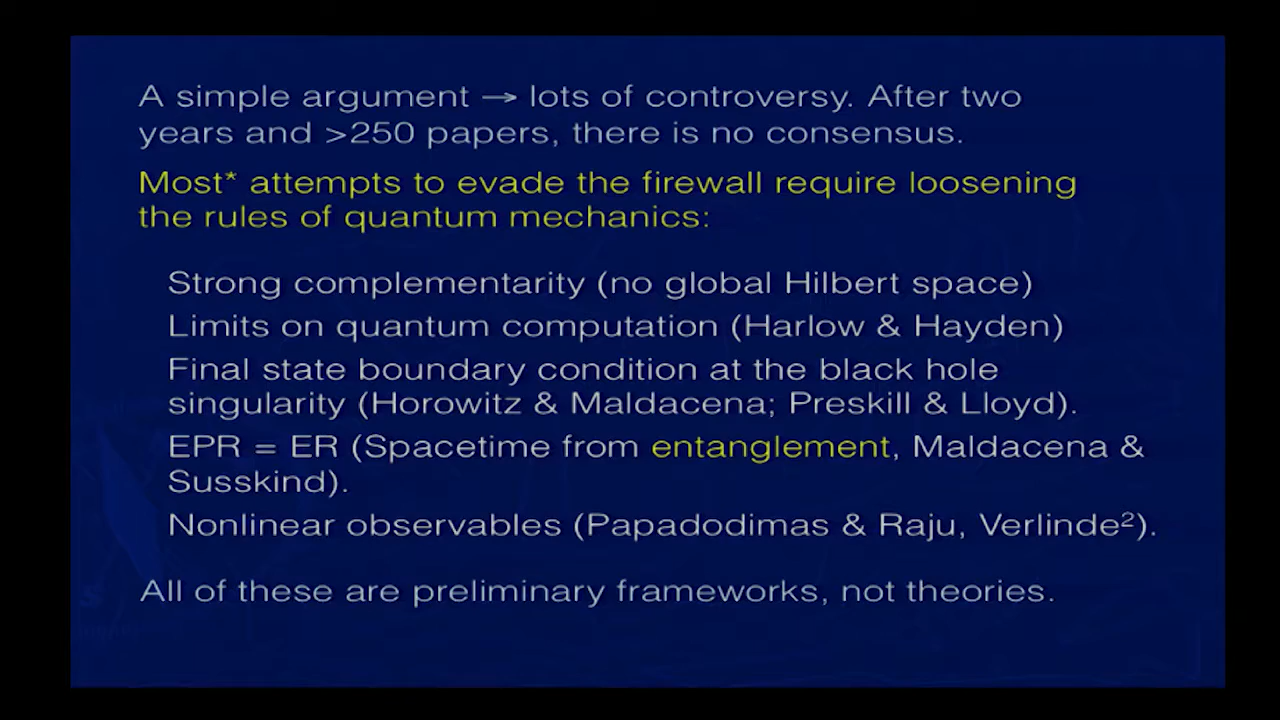 A simple argument → lots of controversy. After two
years and >250 papers, there is no consensus.
Most* attempts to evade the firewall require loosening
the rules of quantum mechanics:
Strong complementarity (no global Hilbert space)
Limits on quantum computation (Harlow & Hayden)
Final state boundary condition at the black hole
singularity (Horowitz & Maldacena; Preskill & Lloyd).
EPR = ER (Spacetime from entanglement, Maldacena &
Susskind).
Nonlinear observables (Papadodimas & Raju, Verlinde²).
All of these are preliminary frameworks, not theories.